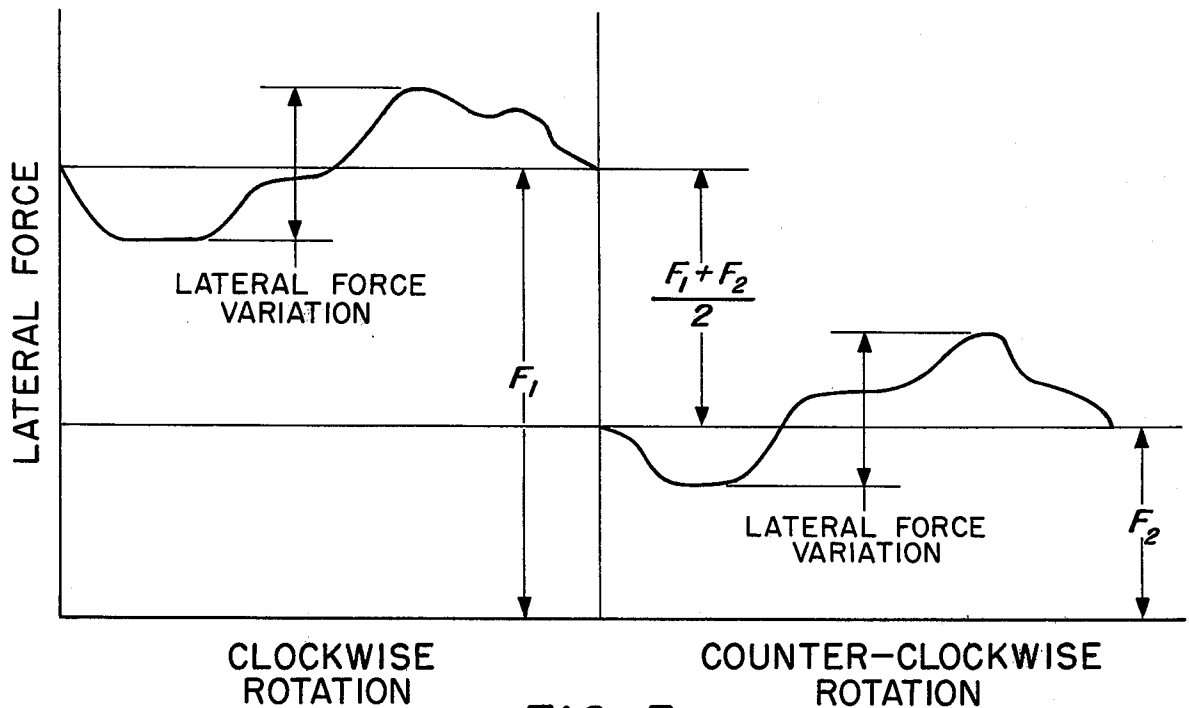 LATERAL FORCE
LATERAL FORCE
VARIATION
F₁ + F₂
2
F₁
LATERAL FORCE
VARIATION
F₂
CLOCKWISE
ROTATION
COUNTER-CLOCKWISE
ROTATION